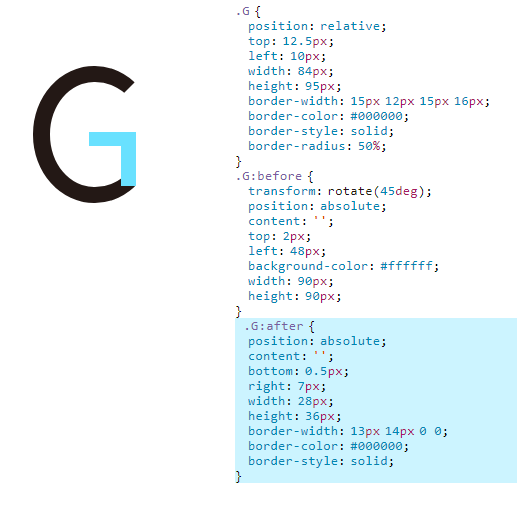 G
.G {
position: relative;
top: 12.5px;
left: 10px;
width: 84px;
height: 95px;
border-width: 15px 12px 15px 16px;
border-color: #000000;
border-style: solid;
border-radius: 50%;
}
.G:before {
transform: rotate(45deg);
position: absolute;
content: '';
top: 2px;
left: 48px;
background-color: #ffffff;
width: 90px;
height: 90px;
}
.G:after {
position: absolute;
content: '';
bottom: 0.5px;
right: 7px;
width: 28px;
height: 36px;
border-width: 13px 14px 0 0;
border-color: #000000;
border-style: solid;
}